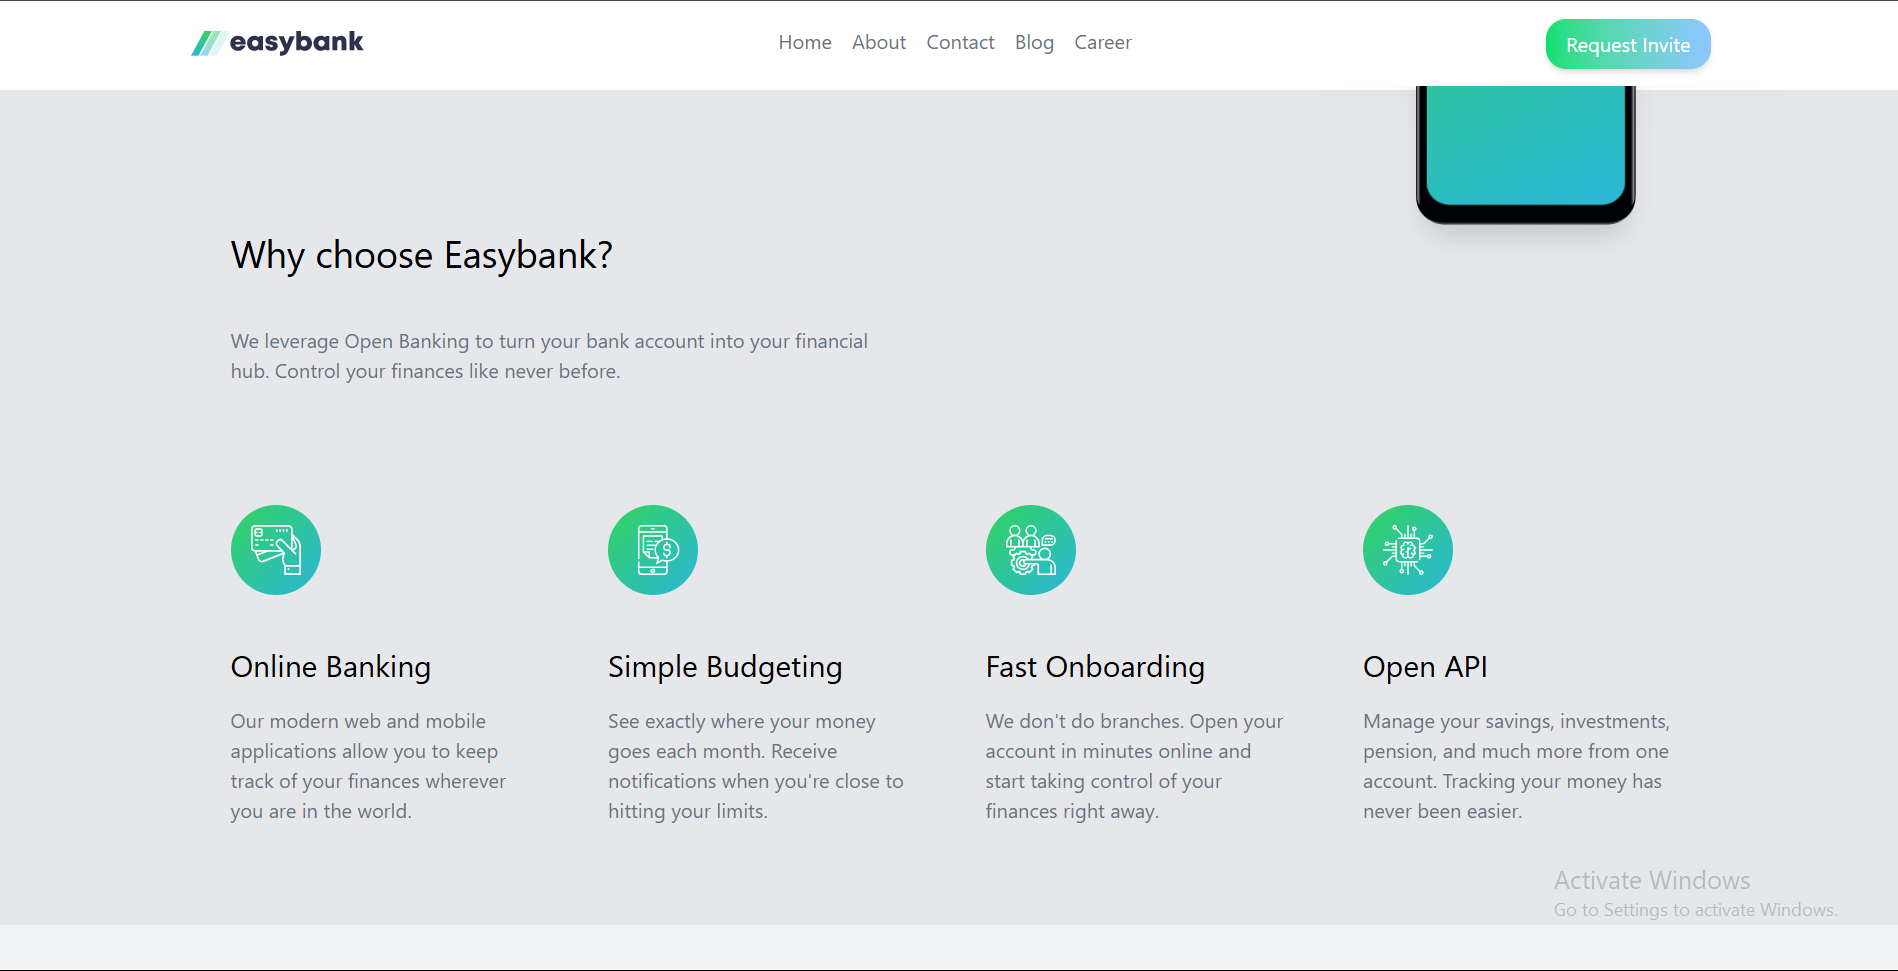 easybank
Home About Contact Blog Career
Request Invite
Why choose Easybank?
We leverage Open Banking to turn your bank account into your financial
hub. Control your finances like never before.
Online Banking
Our modern web and mobile
applications allow you to keep
track of your finances wherever
you are in the world.
Simple Budgeting
See exactly where your money
goes each month. Receive
notifications when you're close to
hitting your limits.
Fast Onboarding
We don't do branches. Open your
account in minutes online and
start taking control of your
finances right away.
Open API
Manage your savings, investments,
pension, and much more from one
account. Tracking your money has
never been easier.
Activate Windows
Go to Settings to activate Windows.